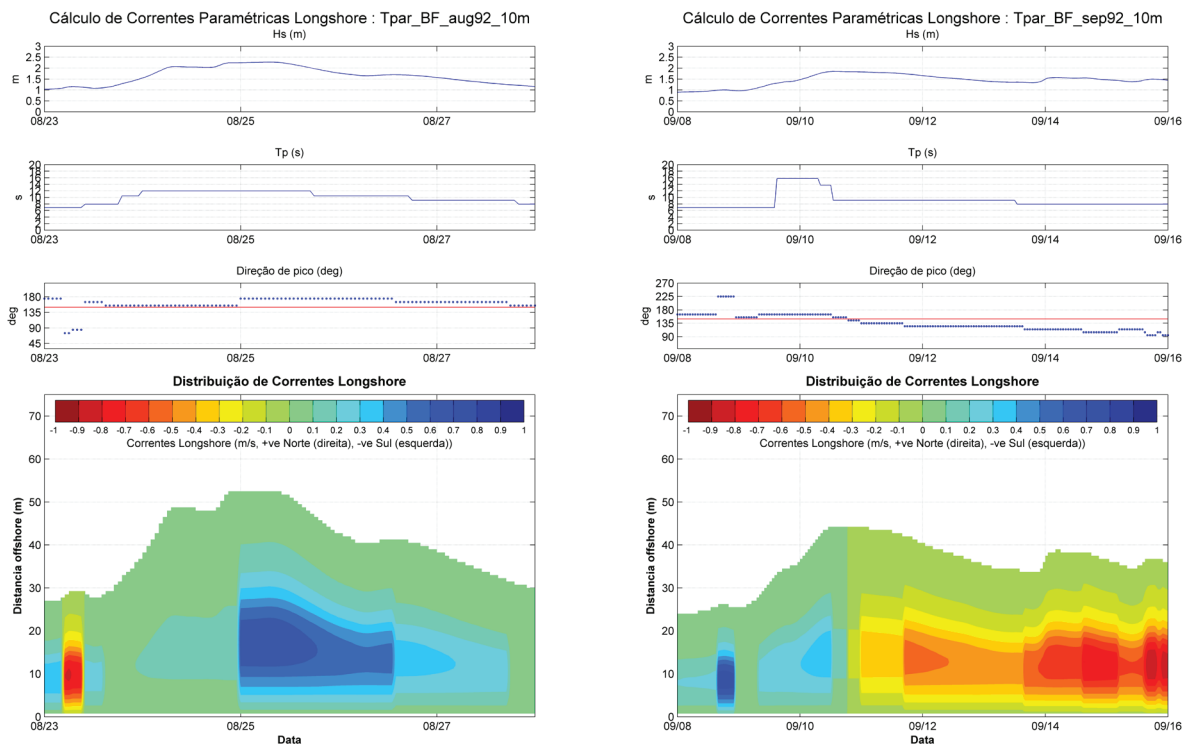 Cálculo de Correntes Paramétricas Longshore : Tpar_BF_aug92_10m
Hs (m)
3
2.5
2
1.5
1
0.5
0
m
08/23 08/25 08/27
Tp (s)
20
18
16
14
12
10
8
6
4
2
0
s
08/23 08/25 08/27
Direção de pico (deg)
180
135
90
45
deg
08/23 08/25 08/27
Distribuição de Correntes Longshore
70
60
50
40
30
20
10
0
Distancia offshore (m)
-1 -0.9 -0.8 -0.7 -0.6 -0.5 -0.4 -0.3 -0.2 -0.1 0 0.1 0.2 0.3 0.4 0.5 0.6 0.7 0.8 0.9 1
Correntes Longshore (m/s, +ve Norte (direita), -ve Sul (esquerda))
08/23 08/25 08/27
Data
Cálculo de Correntes Paramétricas Longshore : Tpar_BF_sep92_10m
Hs (m)
3
2.5
2
1.5
1
0.5
0
m
09/08 09/10 09/12 09/14 09/16
Tp (s)
20
18
16
14
12
10
8
6
4
2
0
s
09/08 09/10 09/12 09/14 09/16
Direção de pico (deg)
270
225
180
135
90
deg
09/08 09/10 09/12 09/14 09/16
Distribuição de Correntes Longshore
70
60
50
40
30
20
10
0
Distancia offshore (m)
-1 -0.9 -0.8 -0.7 -0.6 -0.5 -0.4 -0.3 -0.2 -0.1 0 0.1 0.2 0.3 0.4 0.5 0.6 0.7 0.8 0.9 1
Correntes Longshore (m/s, +ve Norte (direita), -ve Sul (esquerda))
09/08 09/10 09/12 09/14 09/16
Data